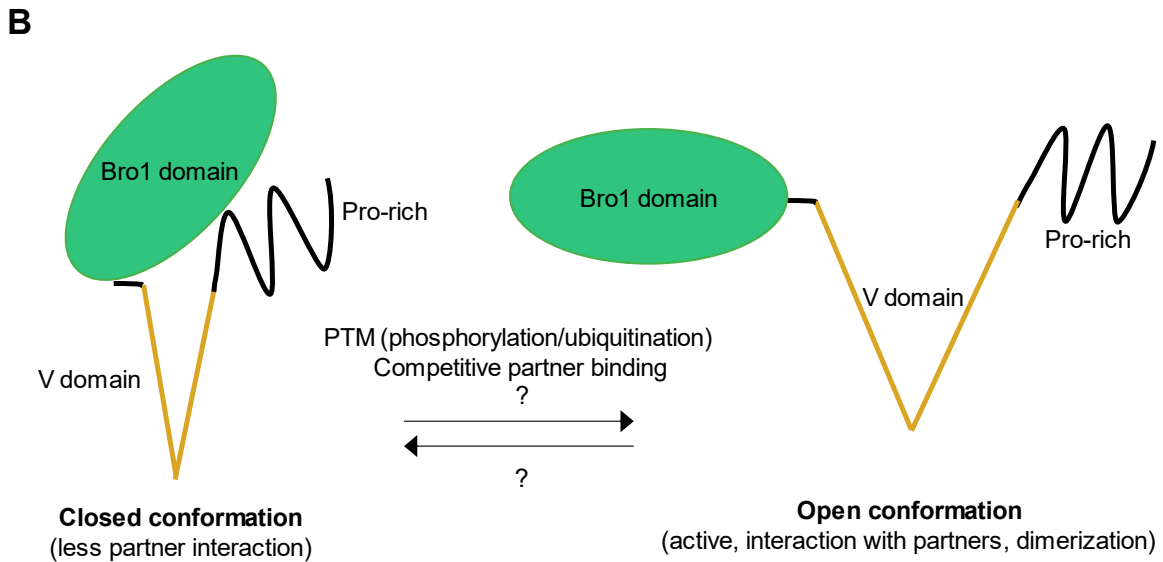 B
Bro1 domain
Pro-rich
V domain
Closed conformation
(less partner interaction)
PTM (phosphorylation/ubiquitination)
Competitive partner binding
?
?
Bro1 domain
Pro-rich
V domain
Open conformation
(active, interaction with partners, dimerization)